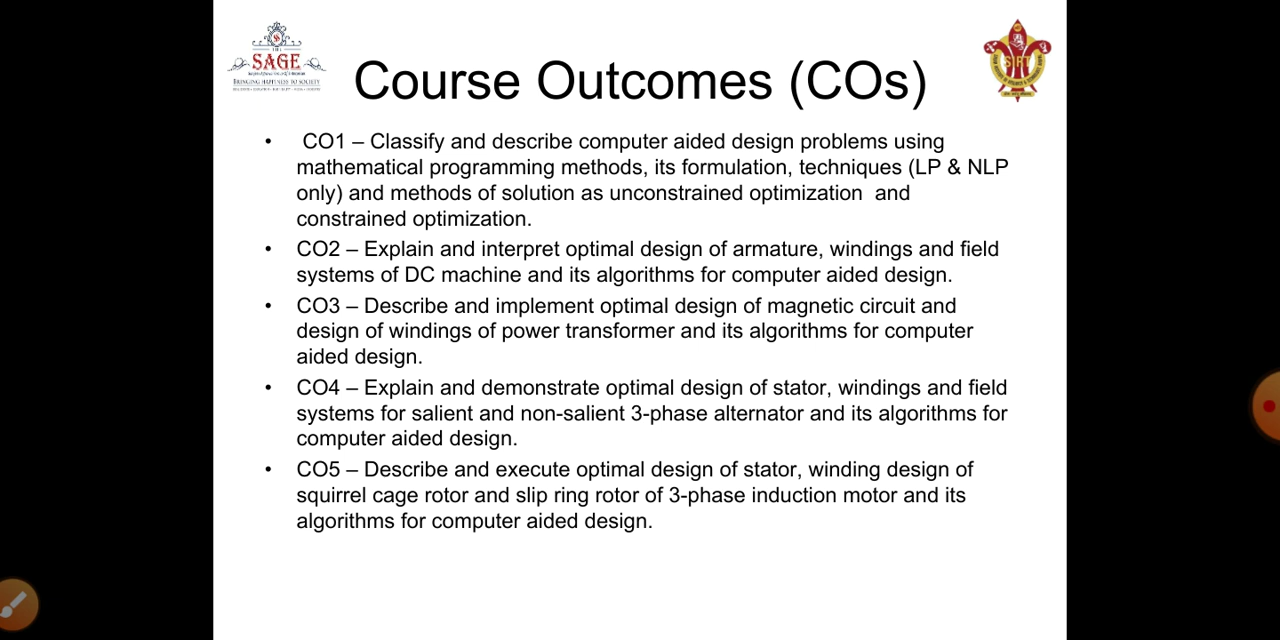 THE
SAGE
BRINGING HAPPINESS TO SOCIETY
SIRT
Course Outcomes (COs)
• CO1 – Classify and describe computer aided design problems using
mathematical programming methods, its formulation, techniques (LP & NLP
only) and methods of solution as unconstrained optimization and
constrained optimization.
• CO2 – Explain and interpret optimal design of armature, windings and field
systems of DC machine and its algorithms for computer aided design.
• CO3 – Describe and implement optimal design of magnetic circuit and
design of windings of power transformer and its algorithms for computer
aided design.
• CO4 – Explain and demonstrate optimal design of stator, windings and field
systems for salient and non-salient 3-phase alternator and its algorithms for
computer aided design.
• CO5 – Describe and execute optimal design of stator, winding design of
squirrel cage rotor and slip ring rotor of 3-phase induction motor and its
algorithms for computer aided design.